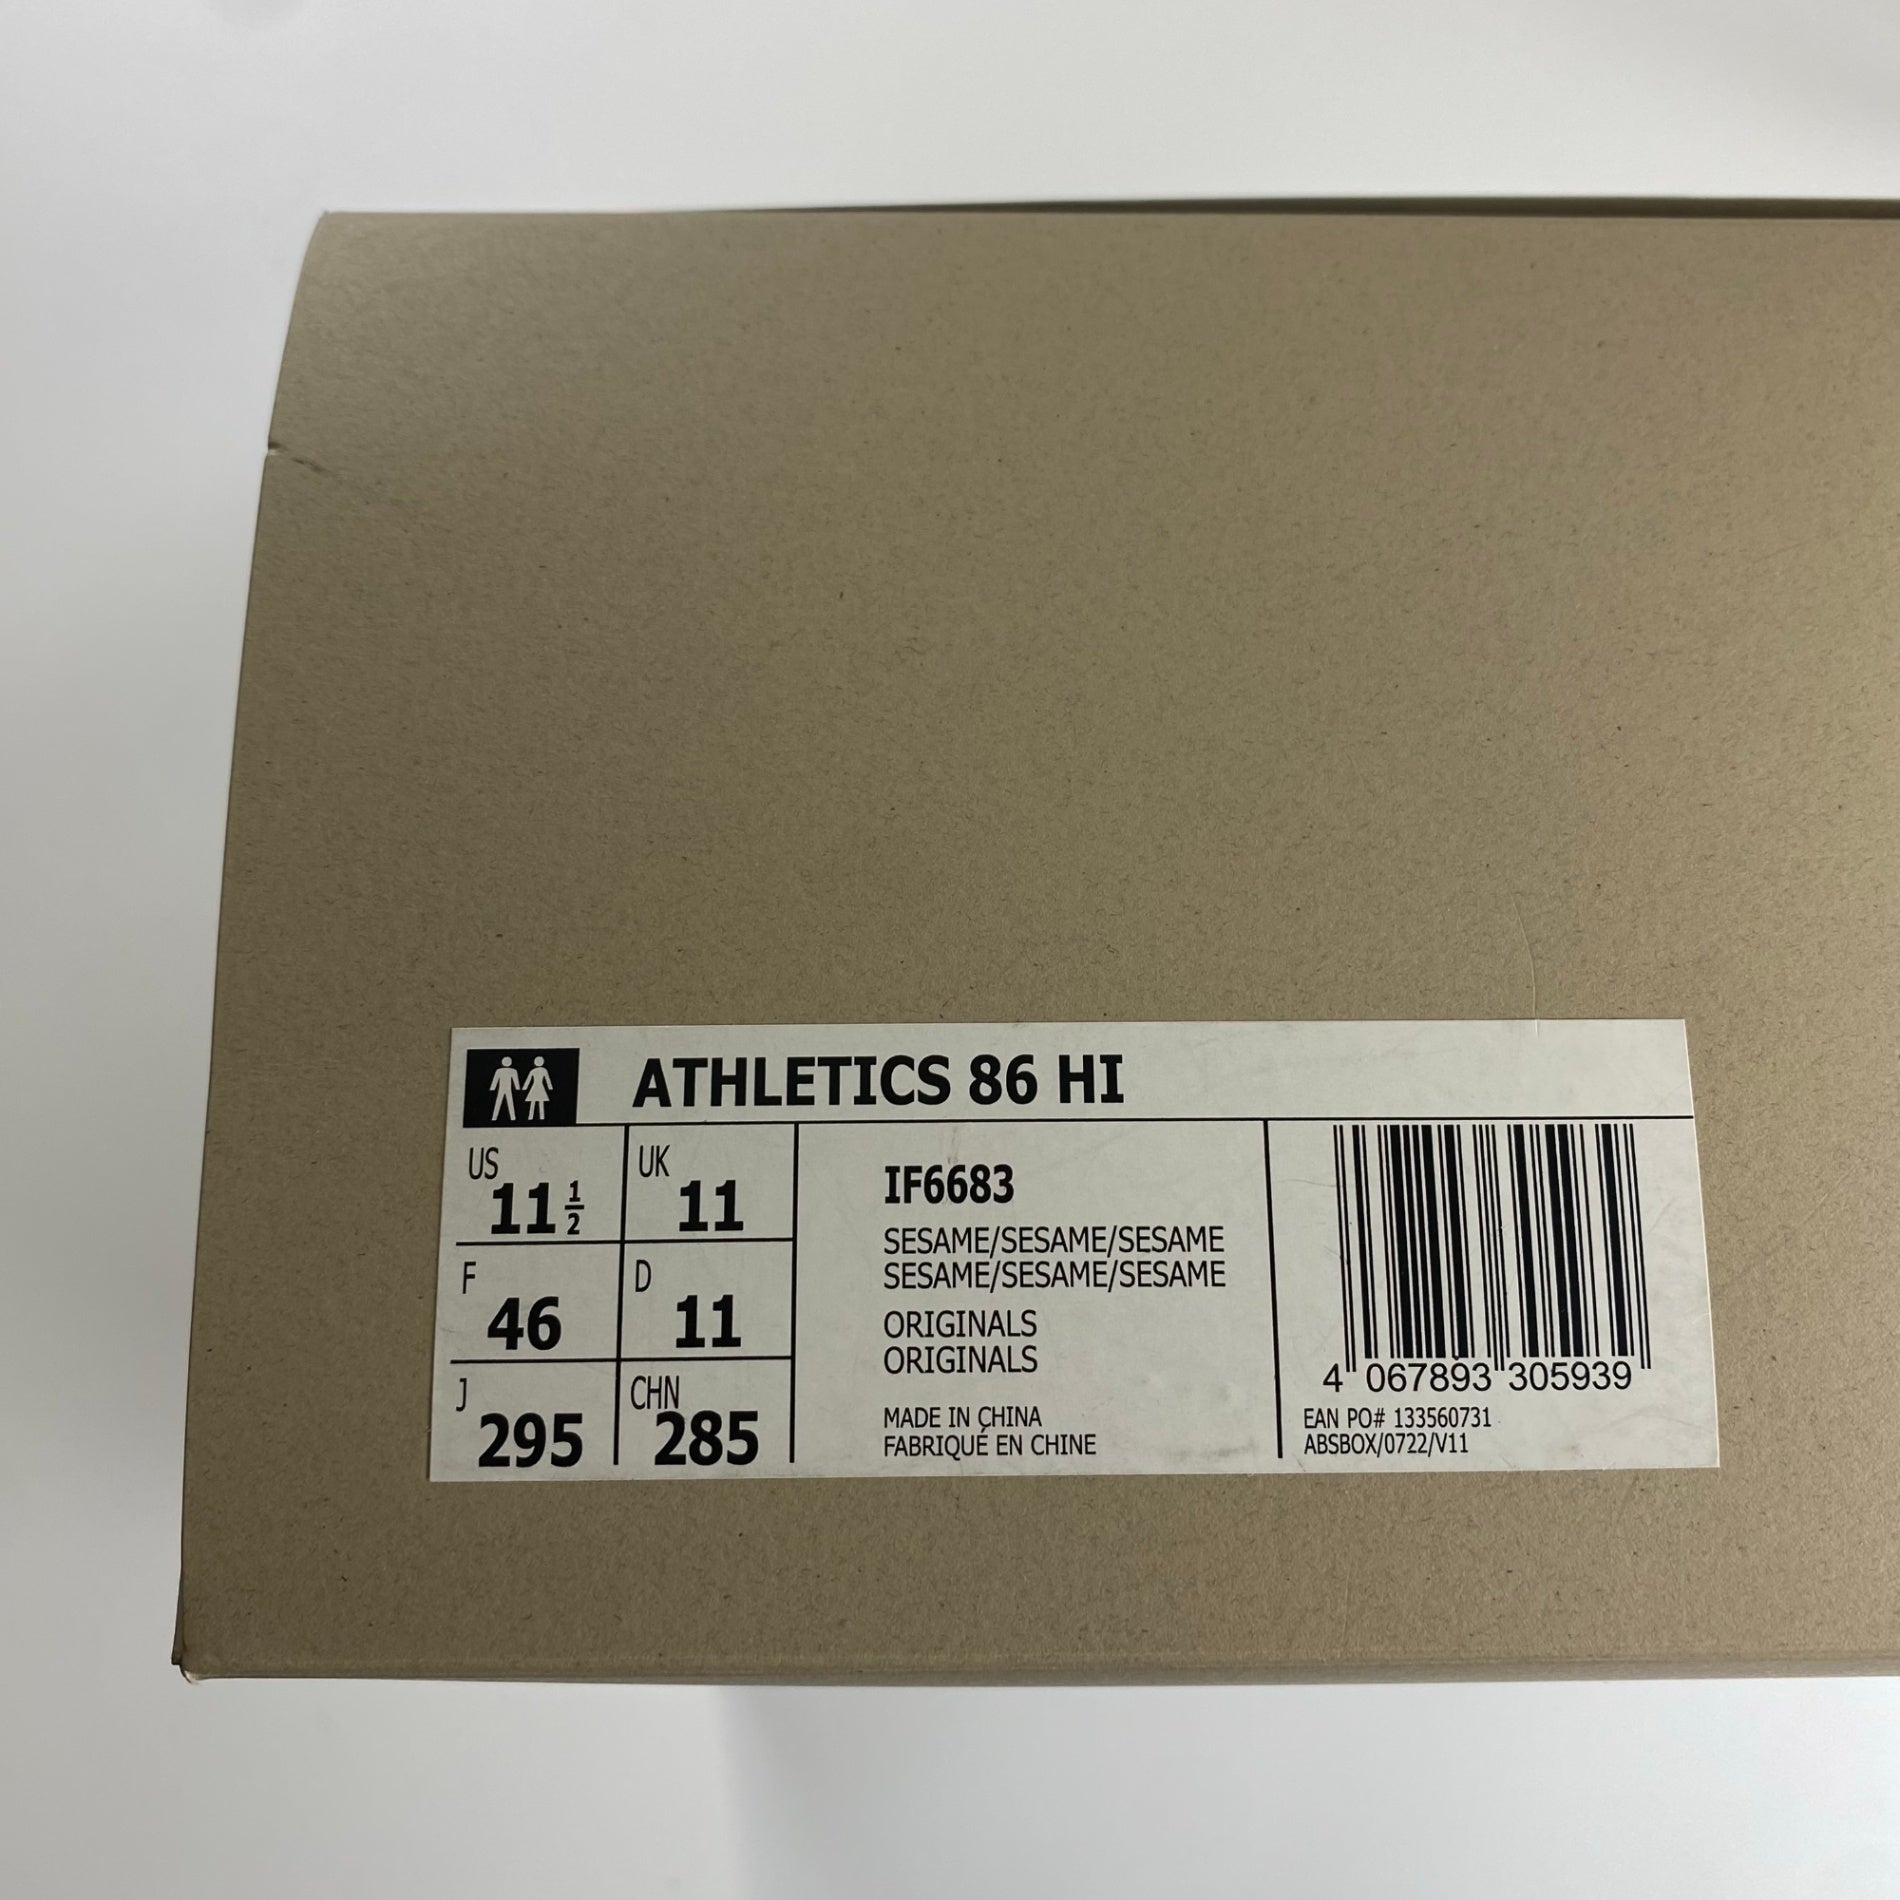 ATHLETICS 86 HI
US 11 1/2
UK 11
F 46
D 11
J 295
CHN 285
IF6683
SESAME/SESAME/SESAME
SESAME/SESAME/SESAME
ORIGINALS
ORIGINALS
MADE IN CHINA
FABRIQUÉ EN CHINE
4 067893 305939
EAN PO# 133560731
ABSBOX/0722/V11